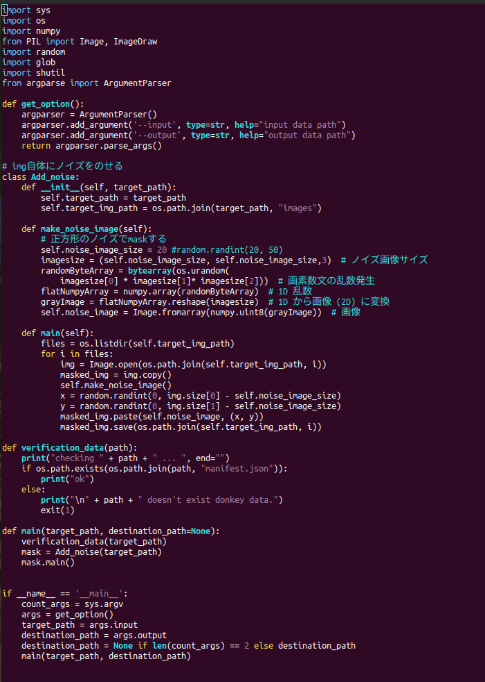 import sys
import os
import numpy
from PIL import Image, ImageDraw
import random
import glob
import shutil
from argparse import ArgumentParser

def get_option():
    argparser = ArgumentParser()
    argparser.add_argument('--input', type=str, help="input data path")
    argparser.add_argument('--output', type=str, help="output data path")
    return argparser.parse_args()

# img自体にノイズをのせる
class Add_noise:
    def __init__(self, target_path):
        self.target_path = target_path
        self.target_img_path = os.path.join(target_path, "images")

    def make_noise_image(self):
        # 正方形のノイズでmaskする
        self.noise_image_size = 20 #random.randint(20, 50)
        imagesize = (self.noise_image_size, self.noise_image_size,3)  # ノイズ画像サイズ
        randomByteArray = bytearray(os.urandom(
            imagesize[0] * imagesize[1]* imagesize[2]))  # 画素数文の乱数発生
        flatNumpyArray = numpy.array(randomByteArray)  # 1D 乱数
        grayImage = flatNumpyArray.reshape(imagesize)  # 1D から画像 (2D) に変換
        self.noise_image = Image.fromarray(numpy.uint8(grayImage))  # 画像

    def main(self):
        files = os.listdir(self.target_img_path)
        for i in files:
            img = Image.open(os.path.join(self.target_img_path, i))
            masked_img = img.copy()
            self.make_noise_image()
            x = random.randint(0, img.size[0] - self.noise_image_size)
            y = random.randint(0, img.size[1] - self.noise_image_size)
            masked_img.paste(self.noise_image, (x, y))
            masked_img.save(os.path.join(self.target_img_path, i))

def verification_data(path):
    print("checking " + path + " ... ", end="")
    if os.path.exists(os.path.join(path, "manifest.json")):
        print("ok")
    else:
        print("\n" + path + " doesn't exist donkey data.")
        exit(1)

def main(target_path, destination_path=None):
    verification_data(target_path)
    mask = Add_noise(target_path)
    mask.main()


if __name__ == '__main__':
    count_args = sys.argv
    args = get_option()
    target_path = args.input
    destination_path = args.output
    destination_path = None if len(count_args) == 2 else destination_path
    main(target_path, destination_path)